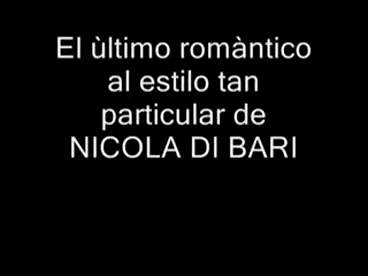 El ùltimo romàntico
al estilo tan
particular de
NICOLA DI BARI